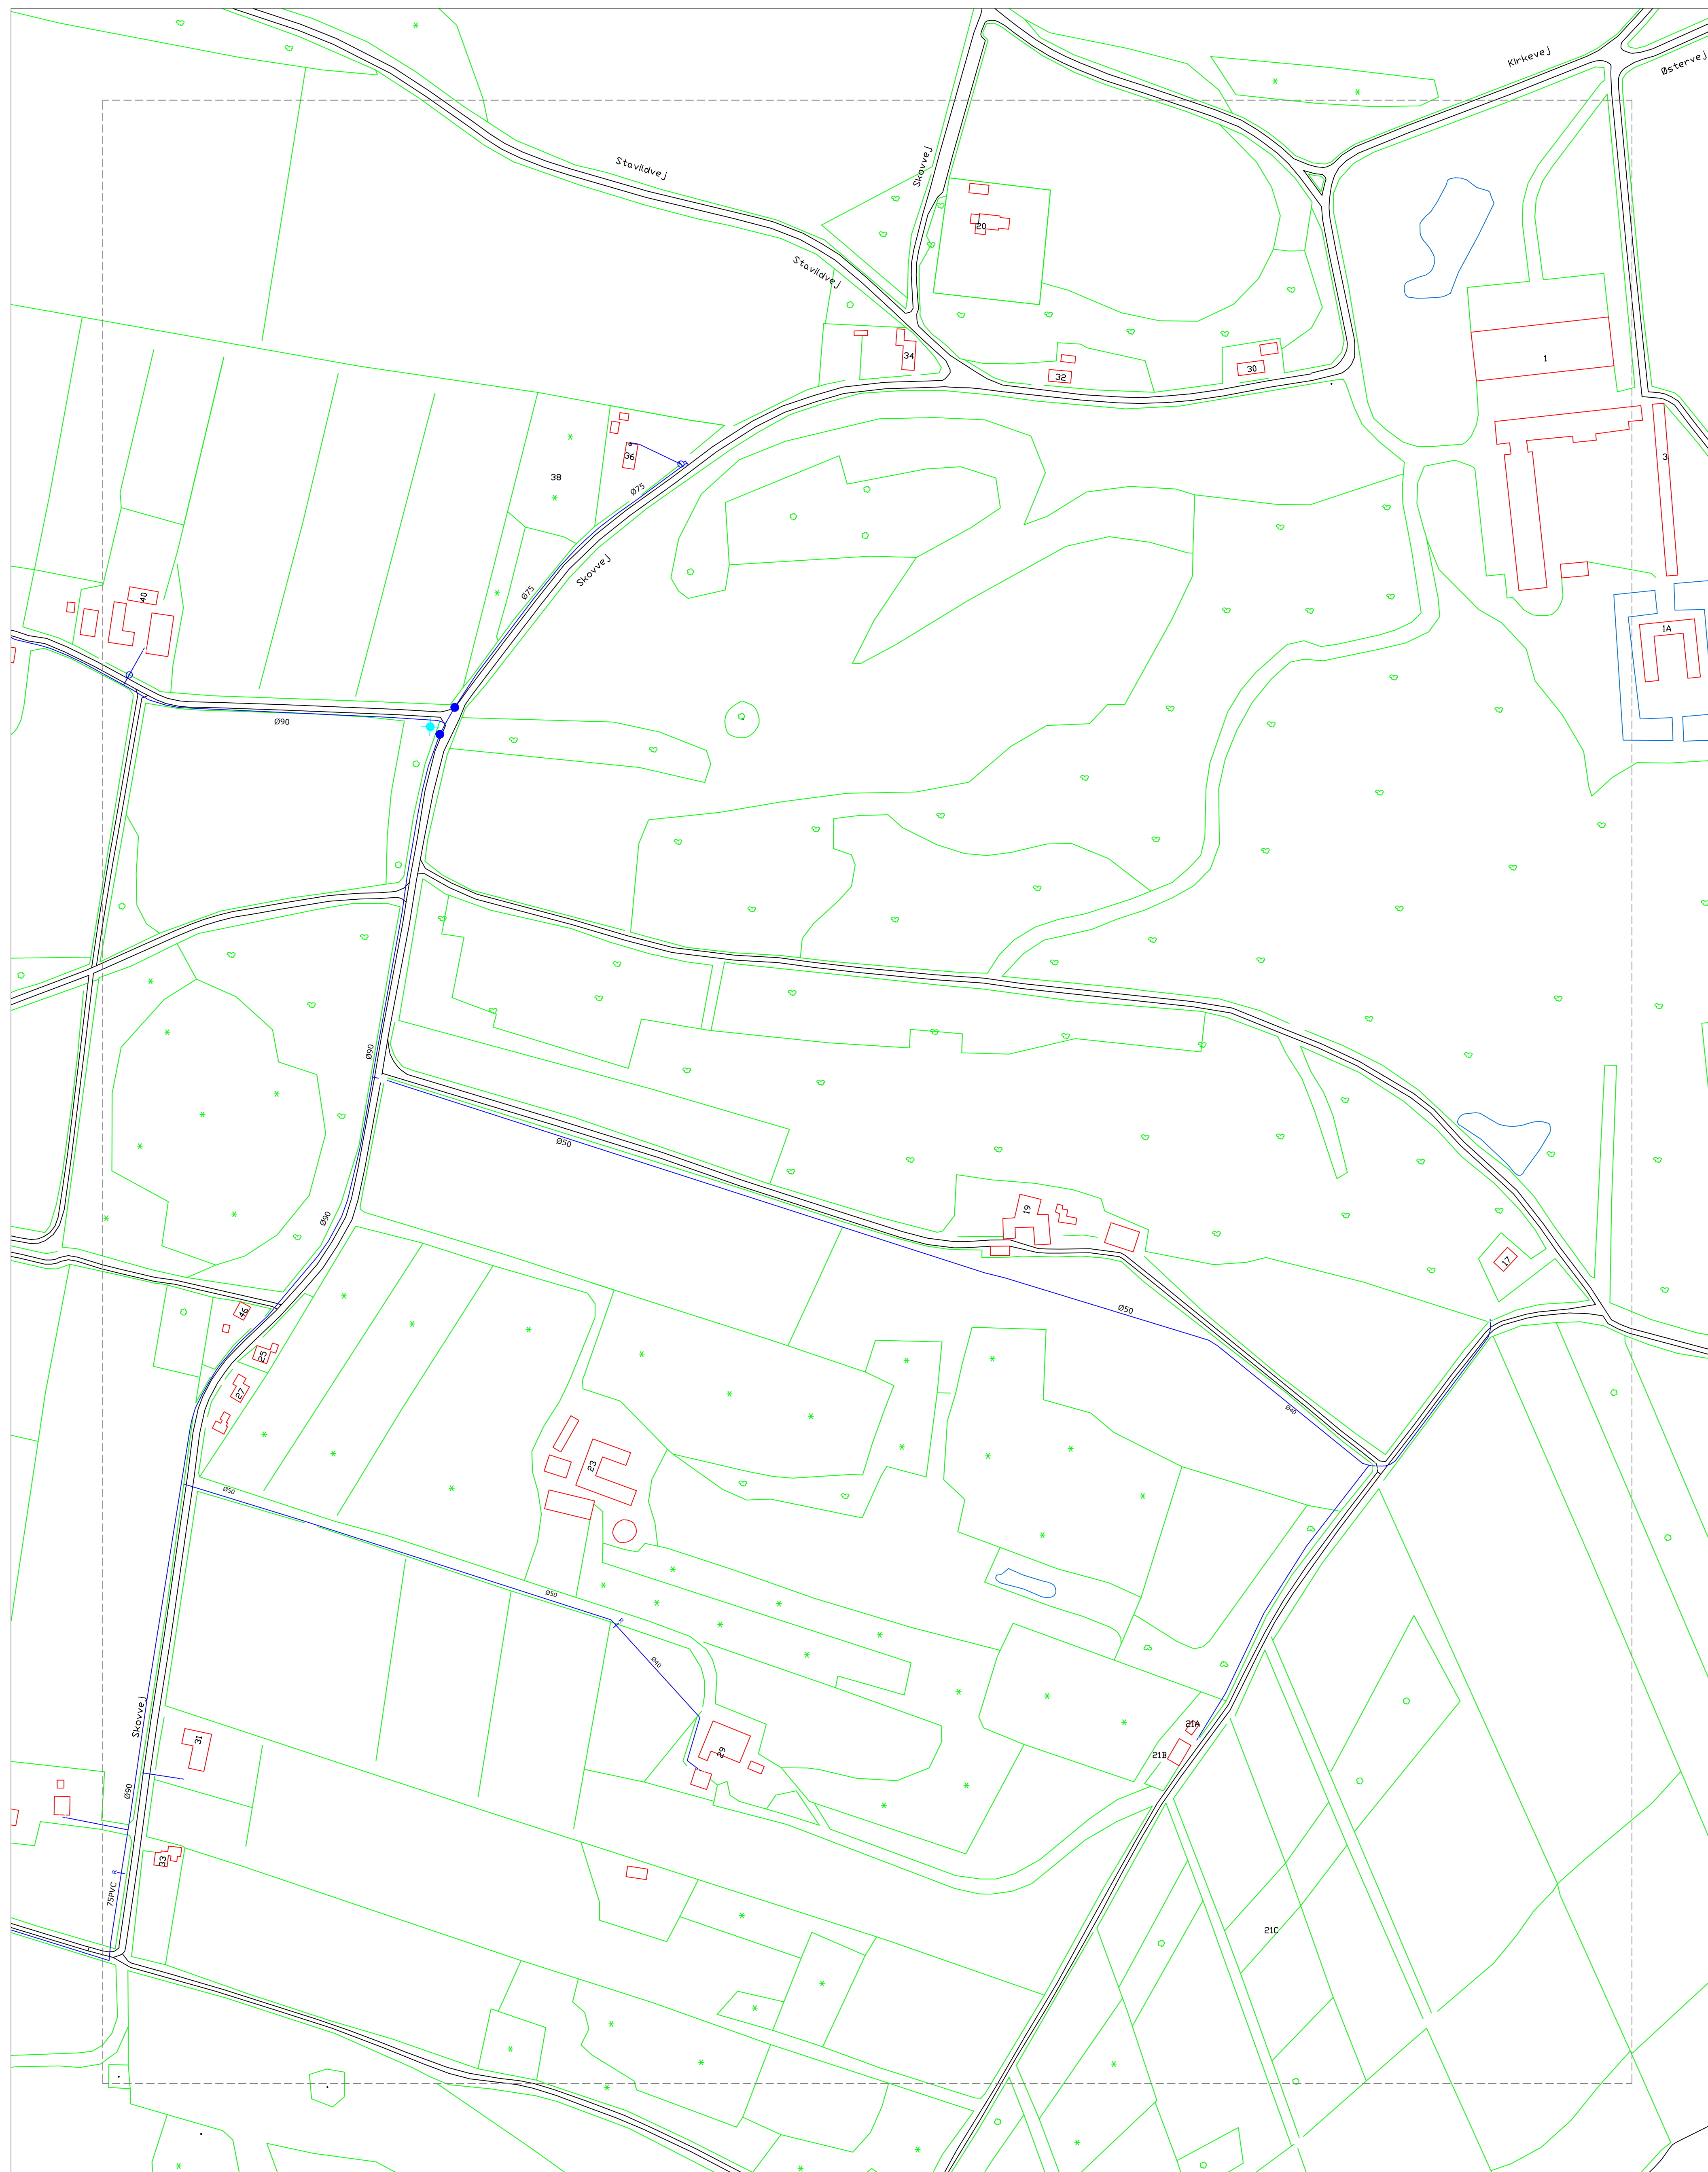 Kirkevej
Østervej
Stavildvej
Skovvej
20
Stavildvej
34
32
30
1
36
38
Ø75
3
Skovvej
Ø75
40
1A
Ø90
Ø90
Ø50
Ø90
19
17
Ø50
46
25
27
Ø40
23
Ø50
Ø50
R
Ø40
Skovvej
31
29
21A
21B
Ø90
33
R
75PVC
21C